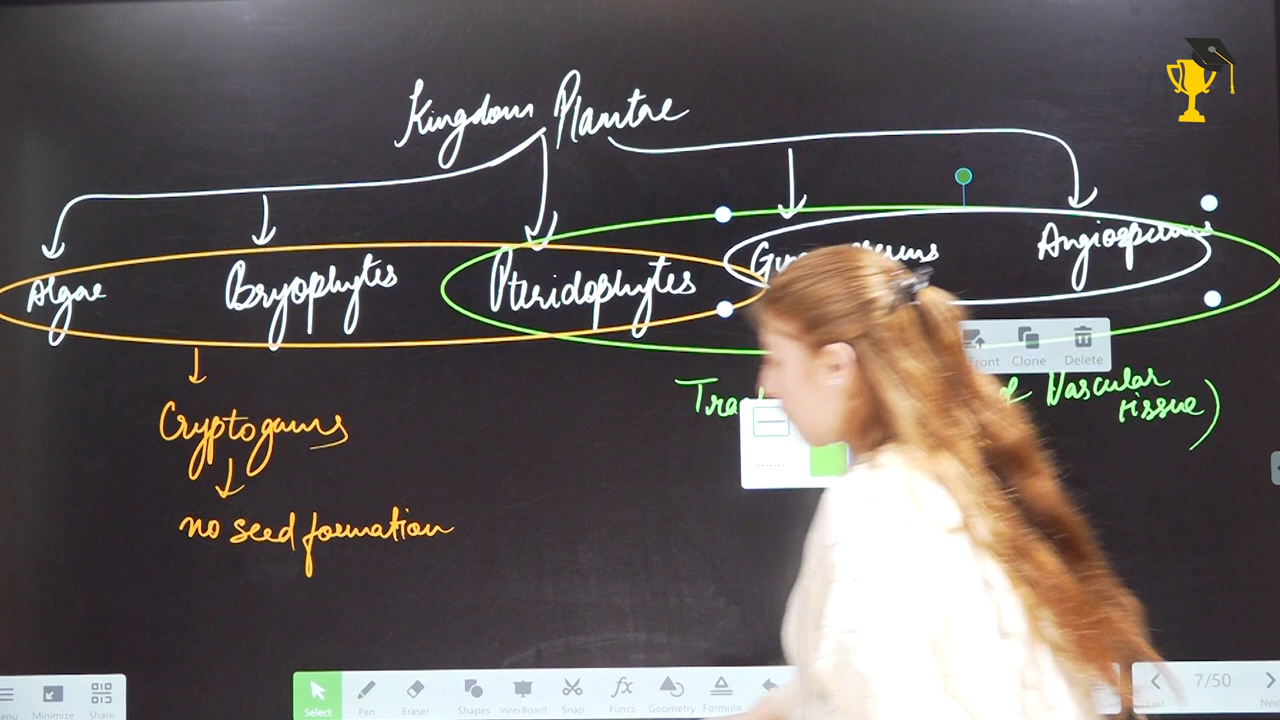 Kingdom Plantae
Algae
Bryophytes
Pteridophytes
Angiosperms
Front Clone Delete
Vascular
tissue)
Cryptogams
no seed formation
Minimize Share
Select Pen Eraser Shapes InnerBoard Snap Funcs Geometry Formula
7/50